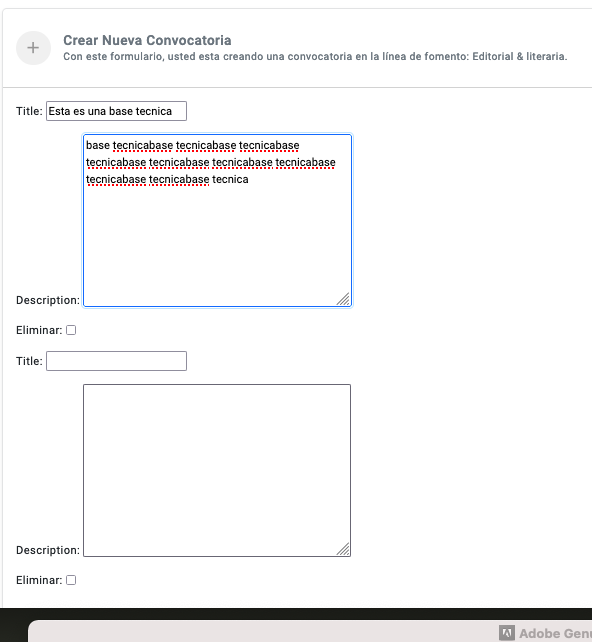 Crear Nueva Convocatoria
Con este formulario, usted esta creando una convocatoria en la línea de fomento: Editorial & literaria.
Title: Esta es una base tecnica
base tecnicabase tecnicabase tecnicabase
tecnicabase tecnicabase tecnicabase tecnicabase
tecnicabase tecnicabase tecnica
Description:
Eliminar:
Title:
Description:
Eliminar:
Adobe Genu